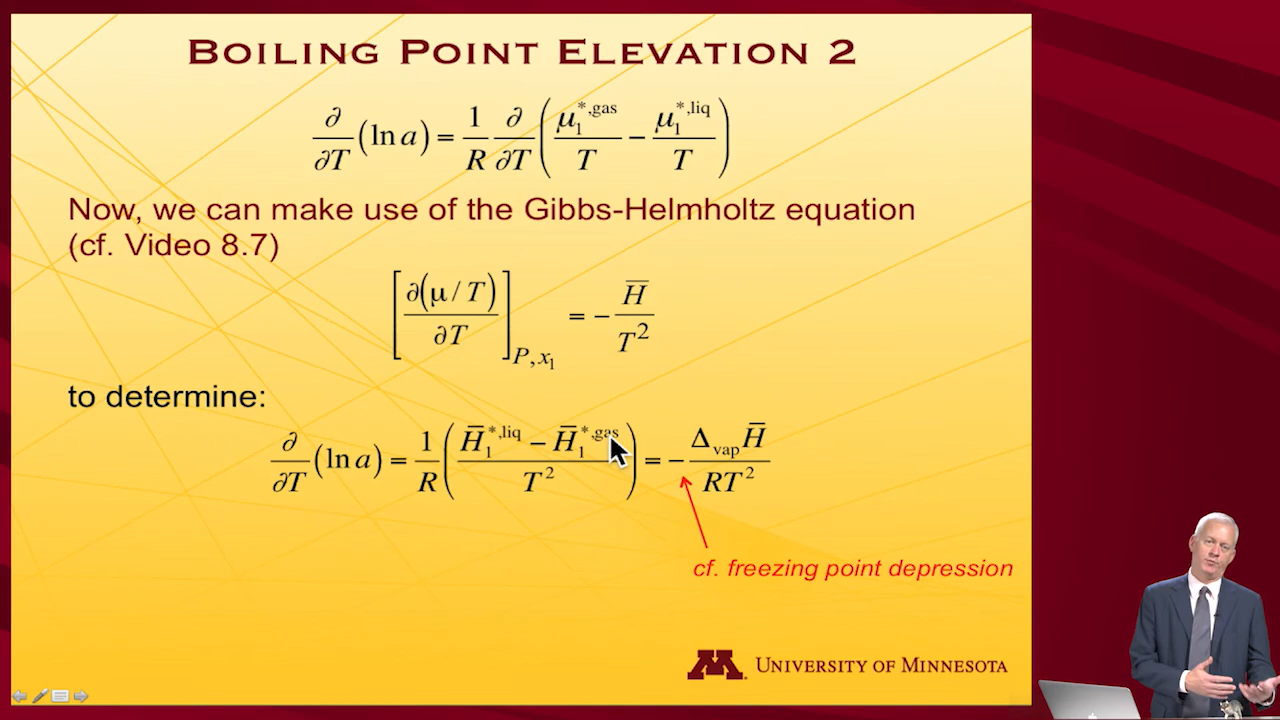 Boiling Point Elevation 2
∂/∂T (ln a) = 1/R ∂/∂T (μ₁^{*,gas}/T − μ₁^{*,liq}/T)
Now, we can make use of the Gibbs-Helmholtz equation
(cf. Video 8.7)
[∂(μ / T)/∂T]_{P,x₁} = − H̅/T²
to determine:
∂/∂T (ln a) = 1/R ((H̅₁^{*,liq} − H̅₁^{*,gas})/T²) = − Δ_{vap}H̅/RT²
cf. freezing point depression
M University of Minnesota